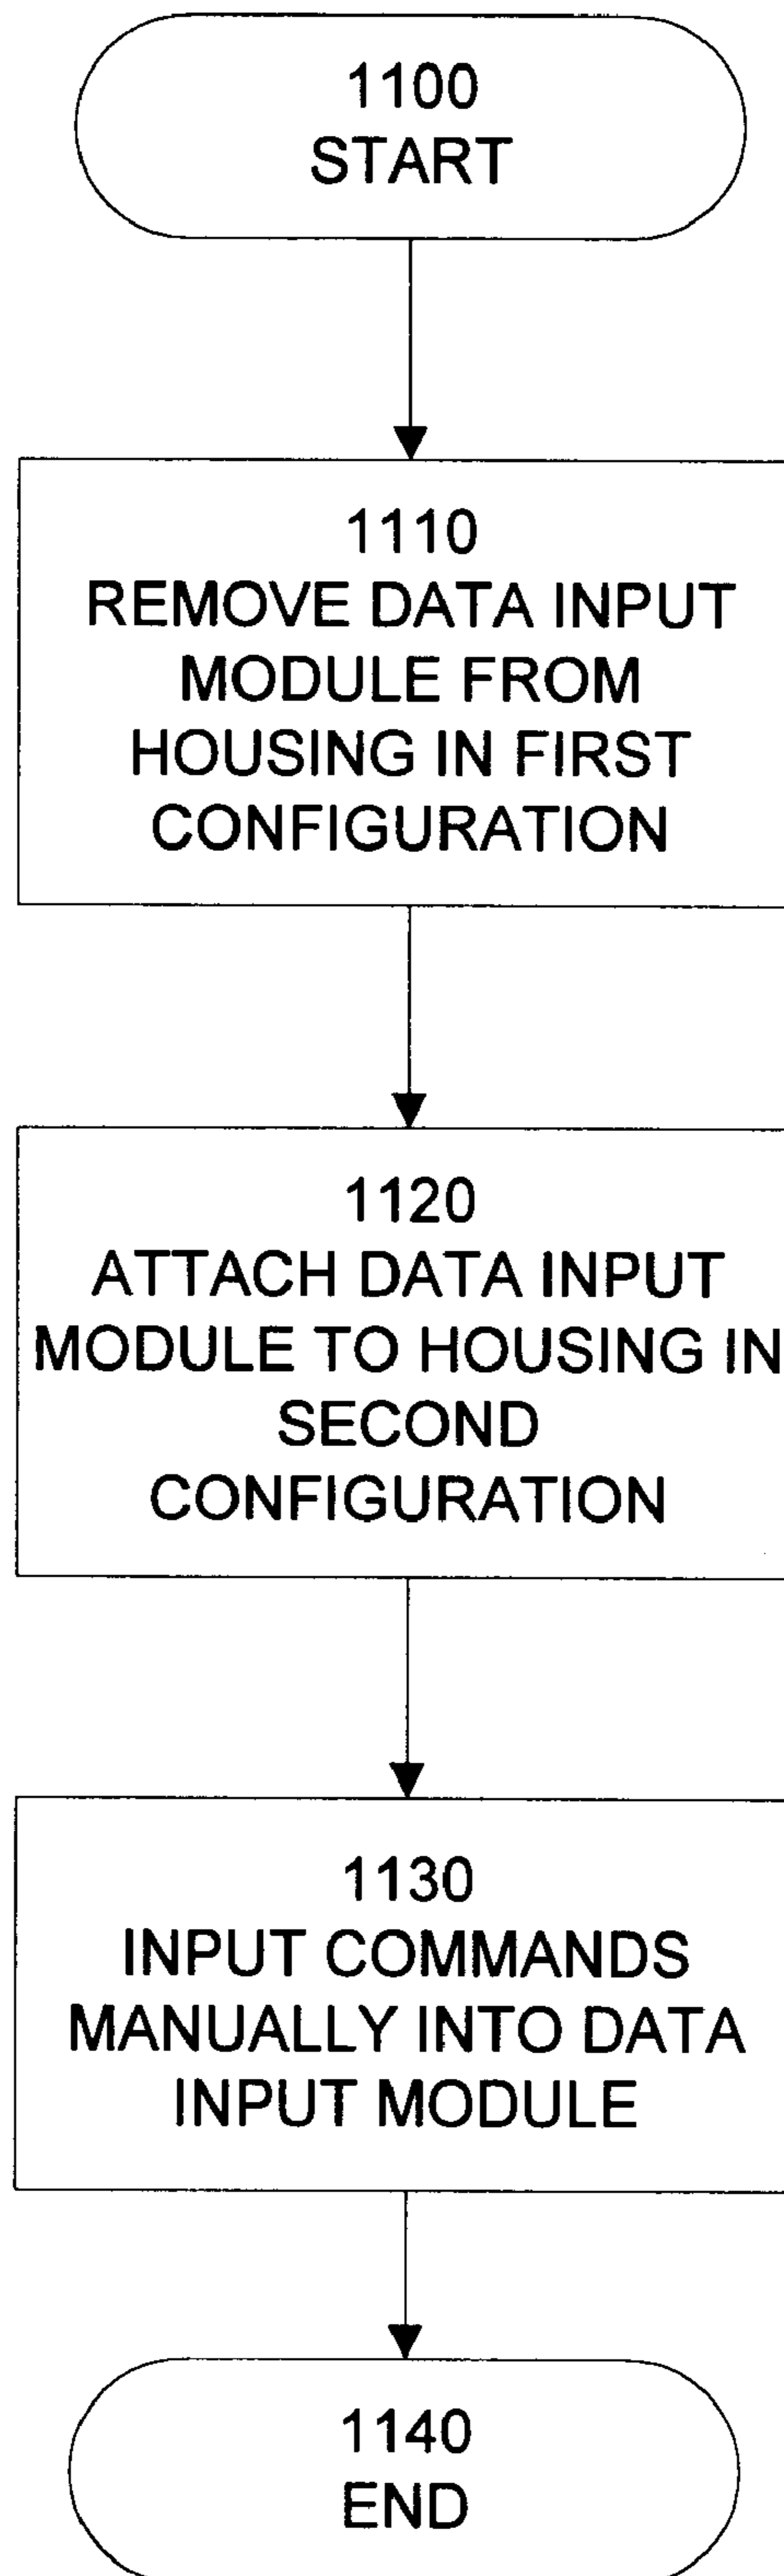 1100
START
1110
REMOVE DATA INPUT
MODULE FROM
HOUSING IN FIRST
CONFIGURATION
1120
ATTACH DATA INPUT
MODULE TO HOUSING IN
SECOND
CONFIGURATION
1130
INPUT COMMANDS
MANUALLY INTO DATA
INPUT MODULE
1140
END